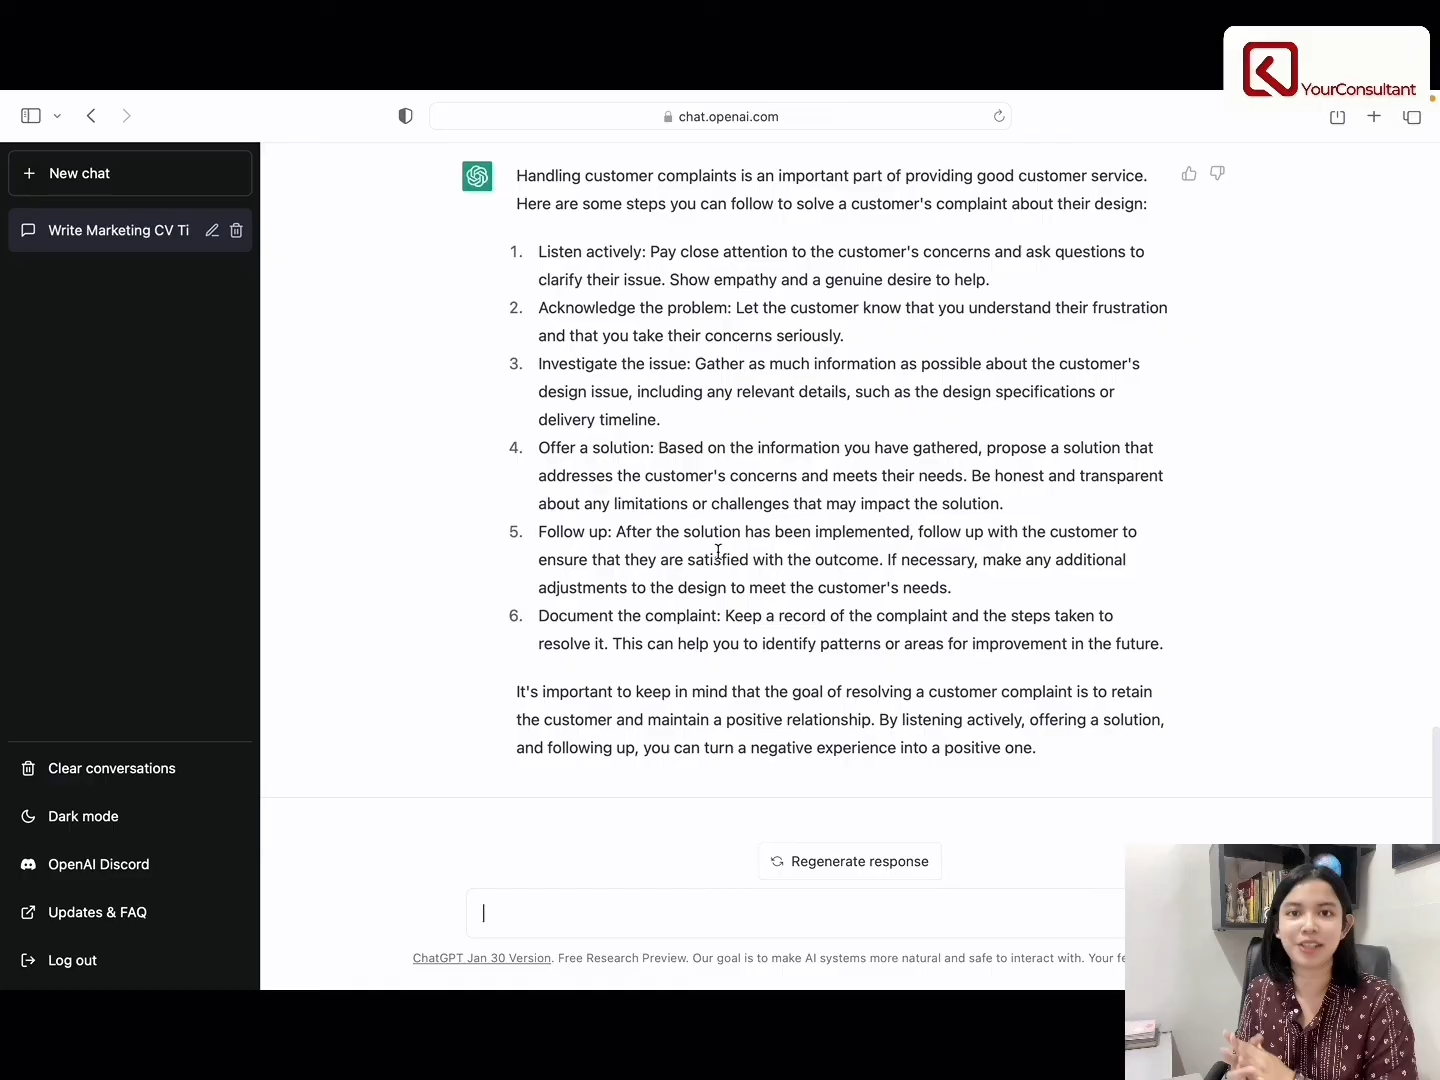 YourConsultant
chat.openai.com
New chat
Write Marketing CV Ti
Handling customer complaints is an important part of providing good customer service.
Here are some steps you can follow to solve a customer's complaint about their design:
1. Listen actively: Pay close attention to the customer's concerns and ask questions to
clarify their issue. Show empathy and a genuine desire to help.
2. Acknowledge the problem: Let the customer know that you understand their frustration
and that you take their concerns seriously.
3. Investigate the issue: Gather as much information as possible about the customer's
design issue, including any relevant details, such as the design specifications or
delivery timeline.
4. Offer a solution: Based on the information you have gathered, propose a solution that
addresses the customer's concerns and meets their needs. Be honest and transparent
about any limitations or challenges that may impact the solution.
5. Follow up: After the solution has been implemented, follow up with the customer to
ensure that they are satisfied with the outcome. If necessary, make any additional
adjustments to the design to meet the customer's needs.
6. Document the complaint: Keep a record of the complaint and the steps taken to
resolve it. This can help you to identify patterns or areas for improvement in the future.
It's important to keep in mind that the goal of resolving a customer complaint is to retain
the customer and maintain a positive relationship. By listening actively, offering a solution,
and following up, you can turn a negative experience into a positive one.
Clear conversations
Dark mode
OpenAI Discord
Updates & FAQ
Log out
Regenerate response
ChatGPT Jan 30 Version. Free Research Preview. Our goal is to make AI systems more natural and safe to interact with. Your fe